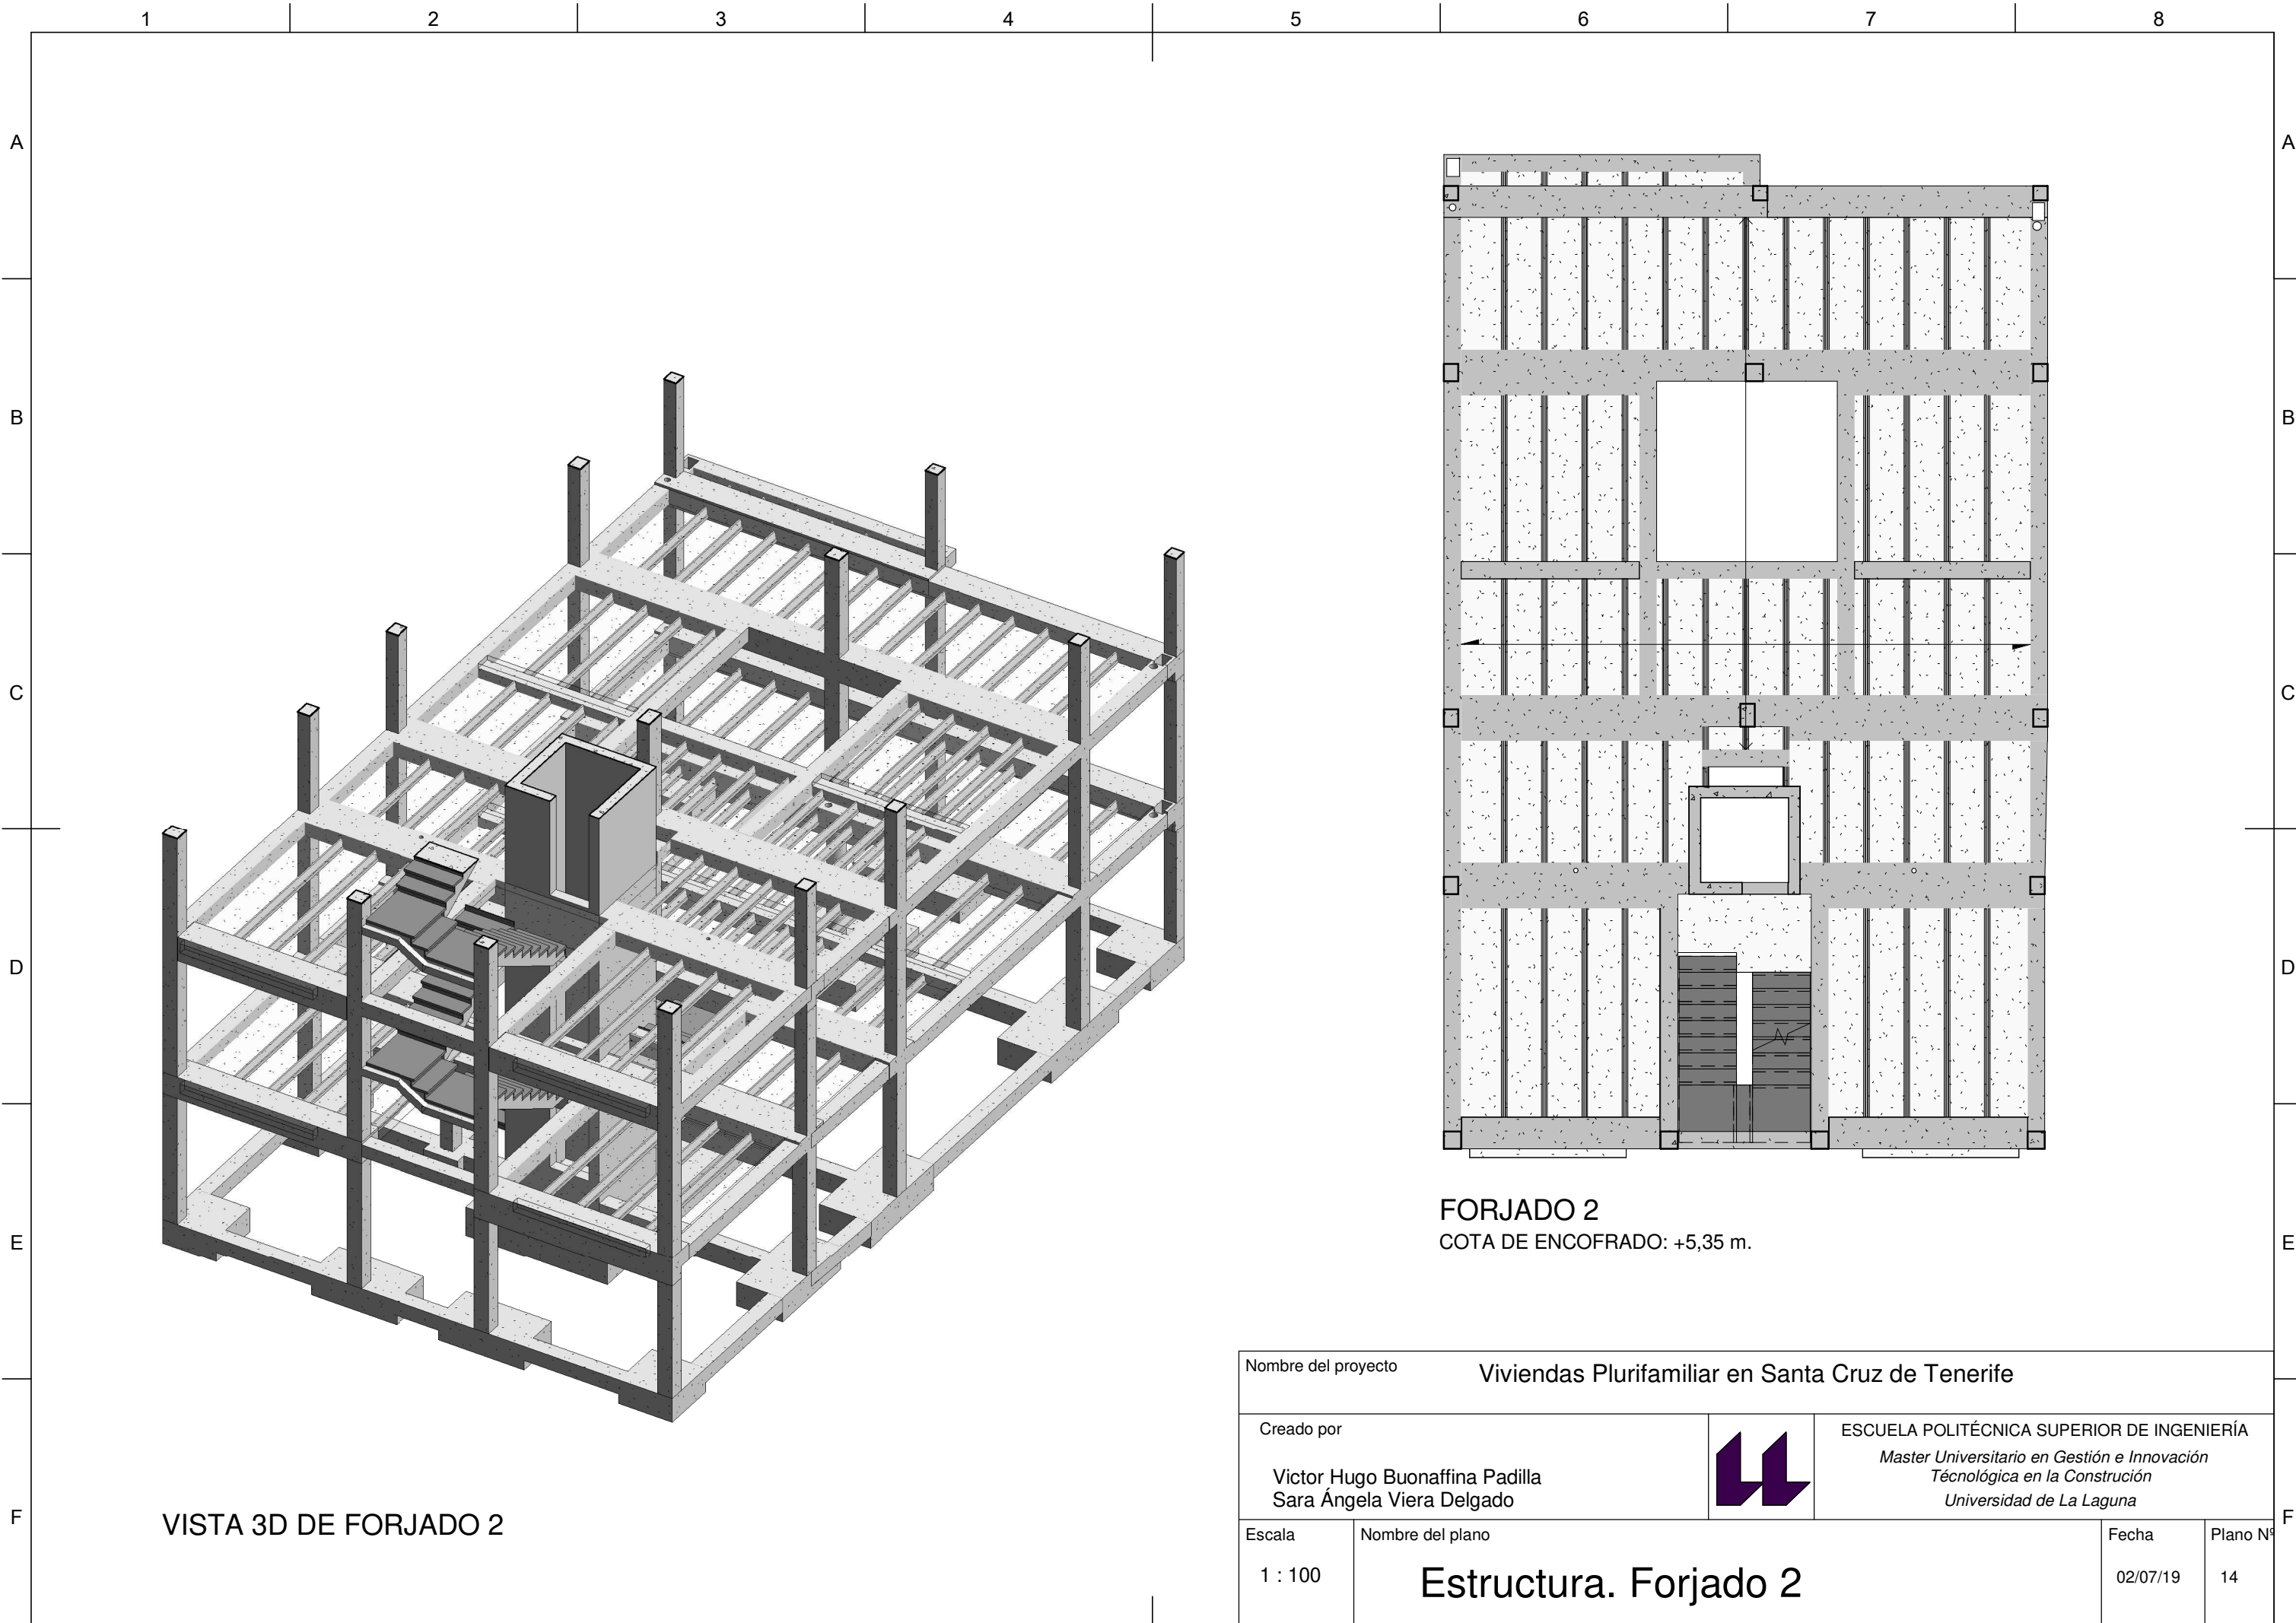 1 2 3 4 5 6 7 8
A A
B B
C C
D D
E E
F F
VISTA 3D DE FORJADO 2
FORJADO 2
COTA DE ENCOFRADO: +5,35 m.
Nombre del proyecto
Viviendas Plurifamiliar en Santa Cruz de Tenerife
Creado por
Victor Hugo Buonaffina Padilla
Sara Ángela Viera Delgado
ESCUELA POLITÉCNICA SUPERIOR DE INGENIERÍA
Master Universitario en Gestión e Innovación
Técnológica en la Construción
Universidad de La Laguna
Escala
1 : 100
Nombre del plano
Estructura. Forjado 2
Fecha
02/07/19
Plano Nº
14